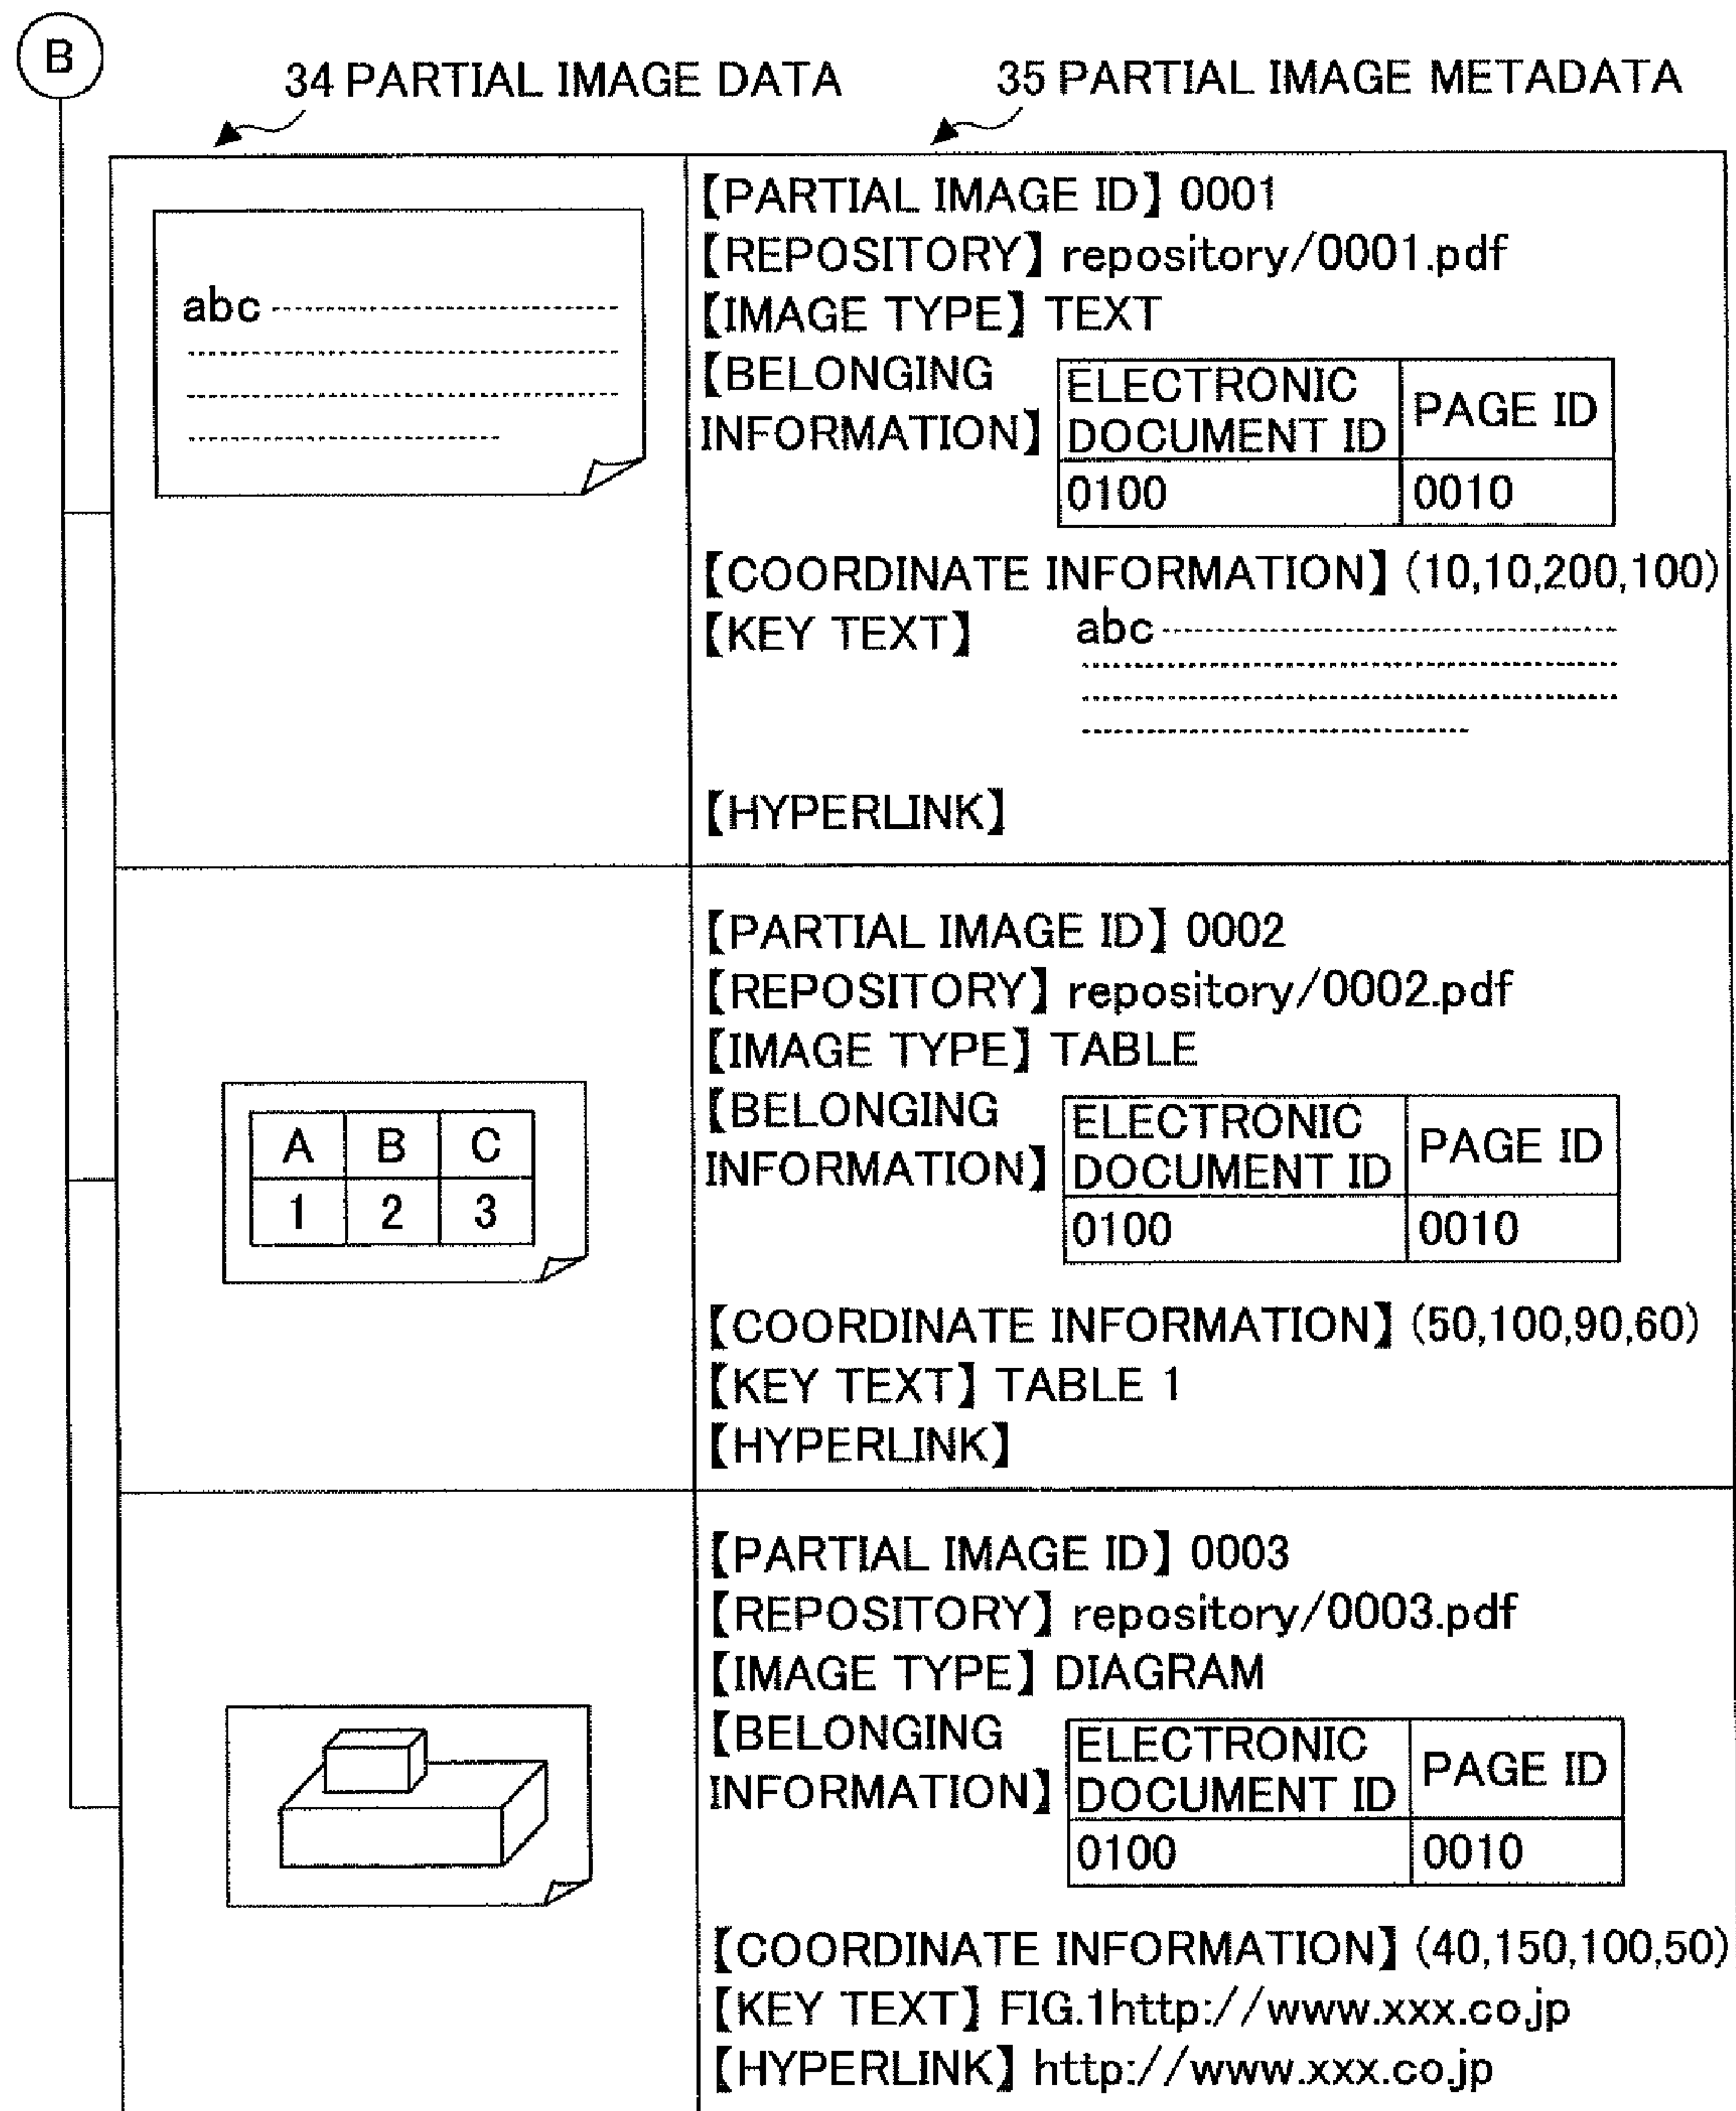 B
34 PARTIAL IMAGE DATA
35 PARTIAL IMAGE METADATA
abc
【PARTIAL IMAGE ID】 0001
【REPOSITORY】 repository/0001.pdf
【IMAGE TYPE】 TEXT
【BELONGING
INFORMATION】
ELECTRONIC
DOCUMENT ID
PAGE ID
0100
0010
【COORDINATE INFORMATION】 (10,10,200,100)
【KEY TEXT】 abc
【HYPERLINK】
A B C
1 2 3
【PARTIAL IMAGE ID】 0002
【REPOSITORY】 repository/0002.pdf
【IMAGE TYPE】 TABLE
【BELONGING
INFORMATION】
ELECTRONIC
DOCUMENT ID
PAGE ID
0100
0010
【COORDINATE INFORMATION】 (50,100,90,60)
【KEY TEXT】 TABLE 1
【HYPERLINK】
【PARTIAL IMAGE ID】 0003
【REPOSITORY】 repository/0003.pdf
【IMAGE TYPE】 DIAGRAM
【BELONGING
INFORMATION】
ELECTRONIC
DOCUMENT ID
PAGE ID
0100
0010
【COORDINATE INFORMATION】 (40,150,100,50)
【KEY TEXT】 FIG.1http://www.xxx.co.jp
【HYPERLINK】 http://www.xxx.co.jp